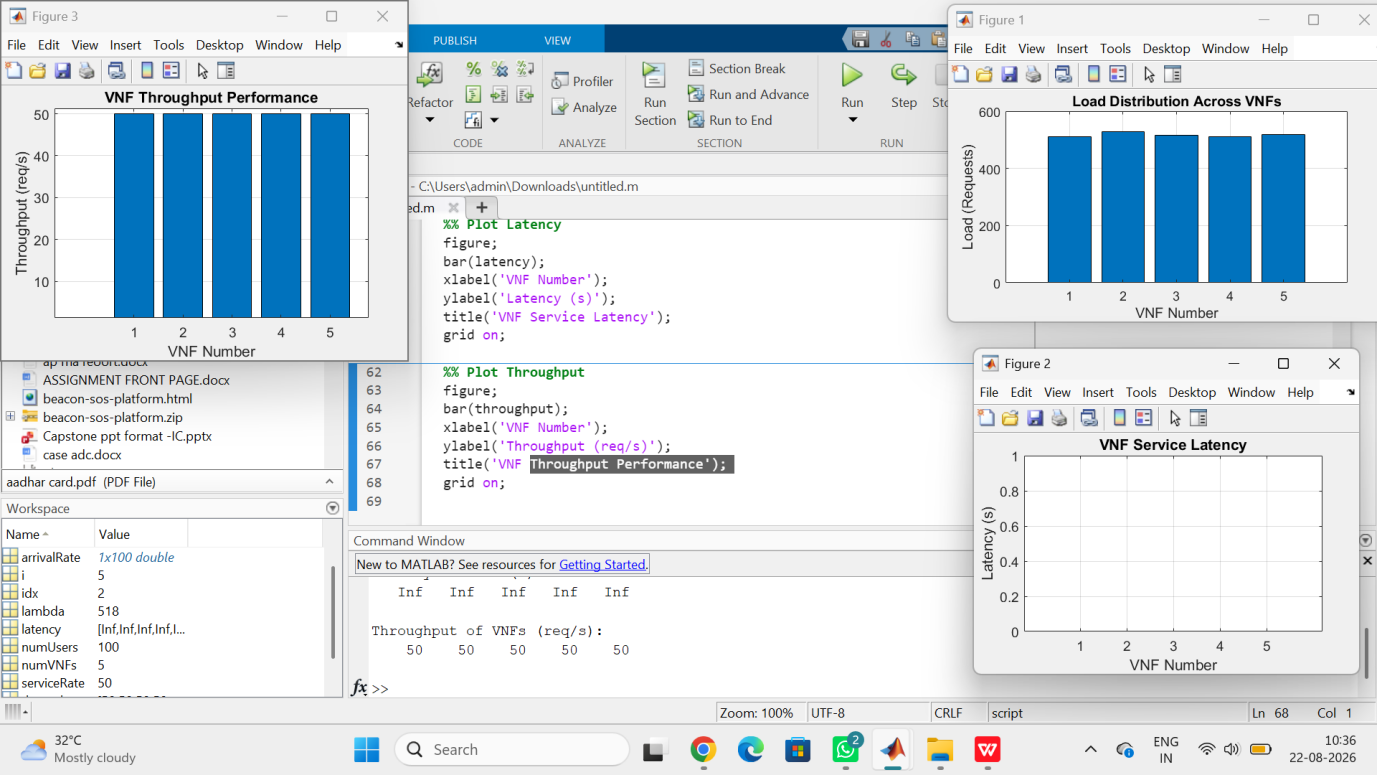 Figure 3
File Edit View Insert Tools Desktop Window Help
VNF Throughput Performance
50
40
30
20
10
Throughput (req/s)
1 2 3 4 5
VNF Number
PUBLISH VIEW
Refactor
CODE
Profiler
Analyze
ANALYZE
Run Section
Section Break
Run and Advance
Run to End
SECTION
Run
Step
RUN
Figure 1
File Edit View Insert Tools Desktop Window Help
Load Distribution Across VNFs
600
400
200
0
Load (Requests)
1 2 3 4 5
VNF Number
- C:\Users\admin\Downloads\untitled.m
ed.m
%% Plot Latency
figure;
bar(latency);
xlabel('VNF Number');
ylabel('Latency (s)');
title('VNF Service Latency');
grid on;
62 %% Plot Throughput
63 figure;
64 bar(throughput);
65 xlabel('VNF Number');
66 ylabel('Throughput (req/s)');
67 title('VNF Throughput Performance');
68 grid on;
69
ASSIGNMENT FRONT PAGE.docx
beacon-sos-platform.html
beacon-sos-platform.zip
Capstone ppt format -IC.pptx
case adc.docx
aadhar card.pdf (PDF File)
Workspace
Name Value
arrivalRate 1x100 double
i 5
idx 2
lambda 518
latency [Inf,Inf,Inf,Inf,I...
numUsers 100
numVNFs 5
serviceRate 50
Command Window
New to MATLAB? See resources for Getting Started.
Inf Inf Inf Inf Inf
Throughput of VNFs (req/s):
50 50 50 50 50
fx >>
Figure 2
File Edit View Insert Tools Desktop Window Help
VNF Service Latency
1
0.8
0.6
0.4
0.2
0
Latency (s)
1 2 3 4 5
VNF Number
Zoom: 100% UTF-8 CRLF script Ln 68 Col 1
32°C
Mostly cloudy
Search
2
ENG
IN
10:36
22-08-2026